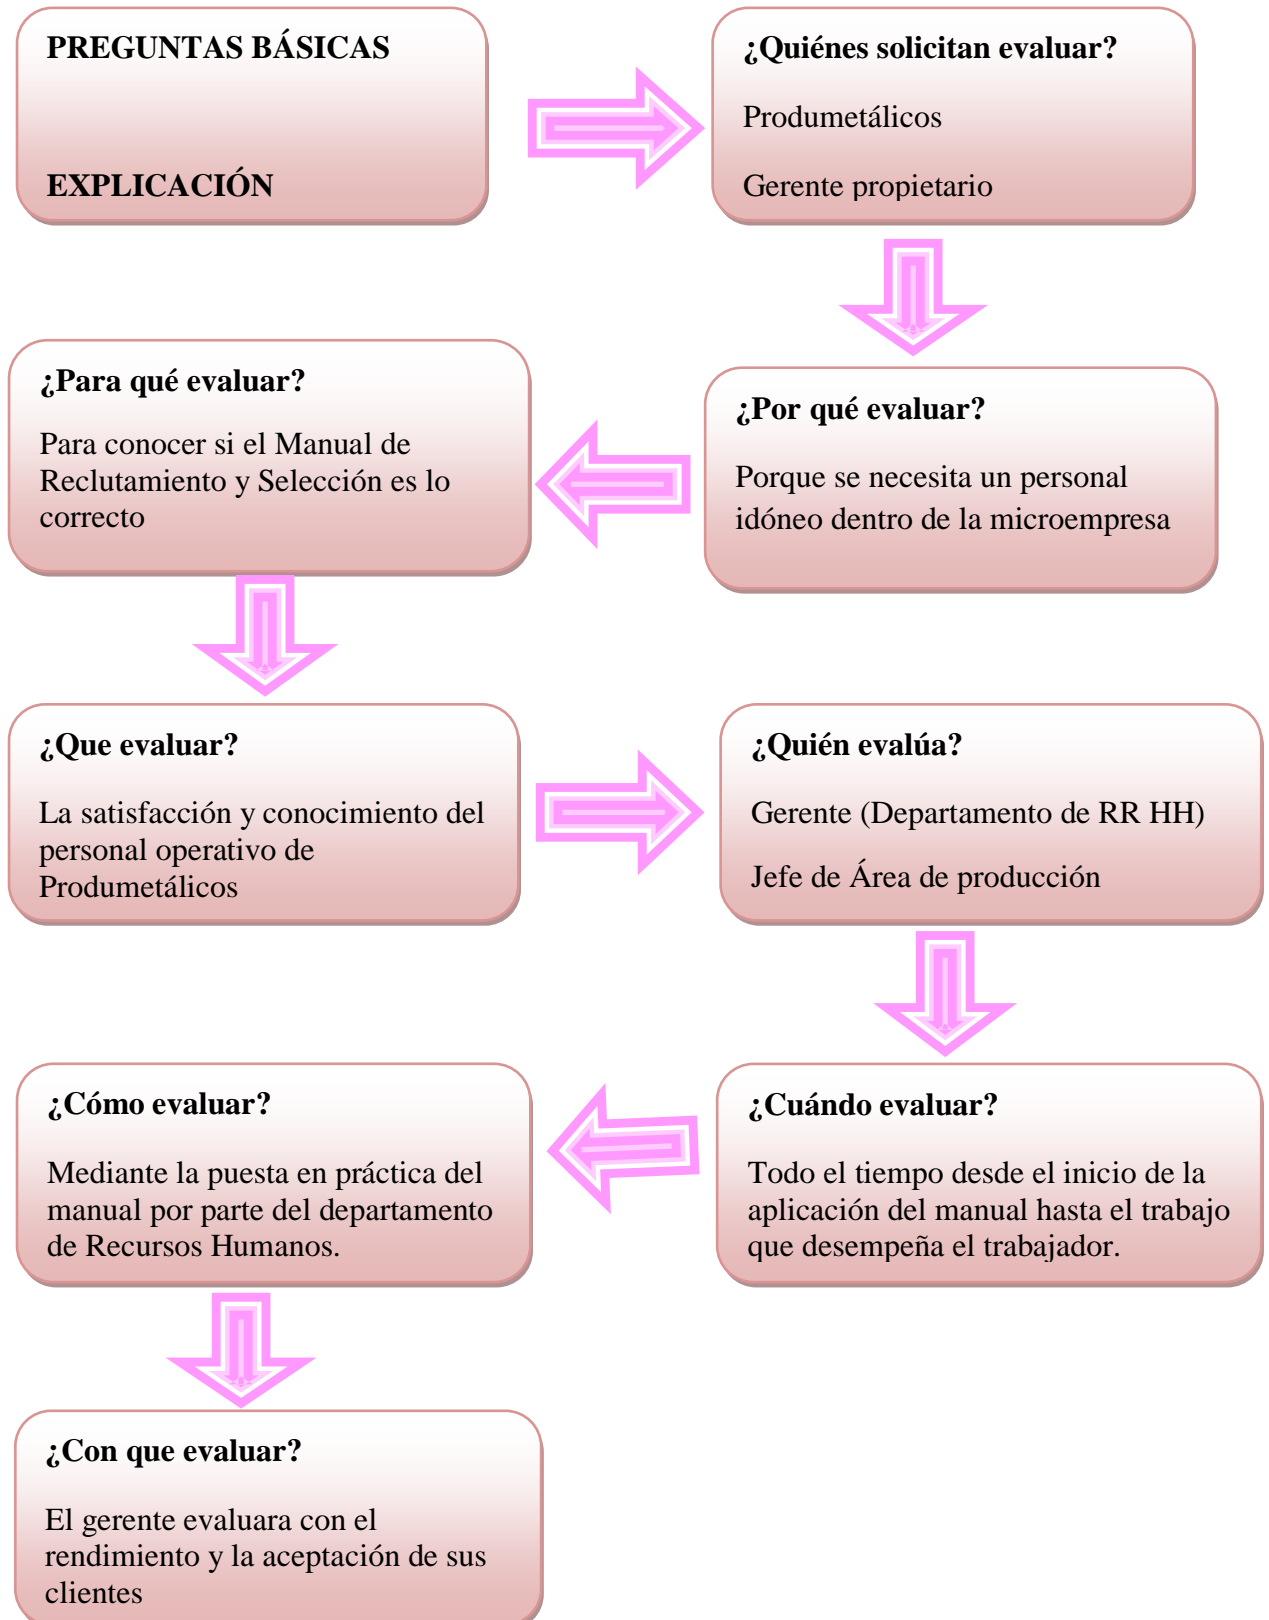 PREGUNTAS BÁSICAS
EXPLICACIÓN
¿Quiénes solicitan evaluar?
Produmetálicos
Gerente propietario
¿Por qué evaluar?
Porque se necesita un personal
idóneo dentro de la microempresa
¿Para qué evaluar?
Para conocer si el Manual de
Reclutamiento y Selección es lo
correcto
¿Que evaluar?
La satisfacción y conocimiento del
personal operativo de
Produmetálicos
¿Quién evalúa?
Gerente (Departamento de RR HH)
Jefe de Área de producción
¿Cuándo evaluar?
Todo el tiempo desde el inicio de la
aplicación del manual hasta el trabajo
que desempeña el trabajador.
¿Cómo evaluar?
Mediante la puesta en práctica del
manual por parte del departamento
de Recursos Humanos.
¿Con que evaluar?
El gerente evaluara con el
rendimiento y la aceptación de sus
clientes